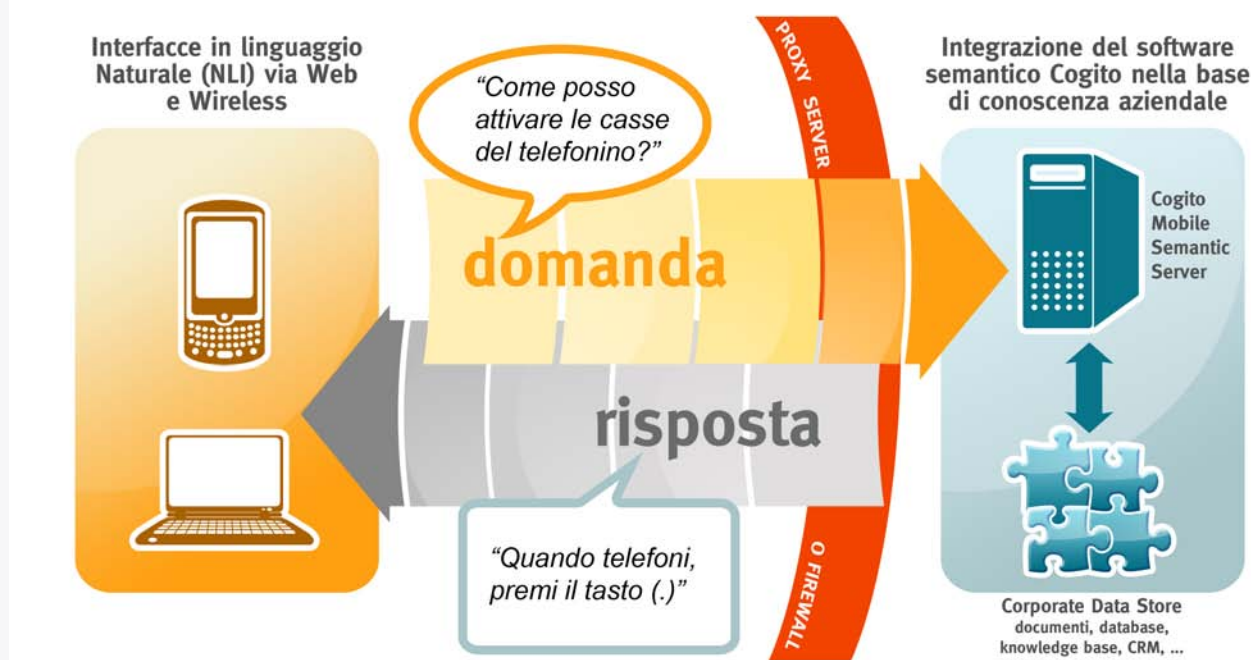 Interfacce in linguaggio
Naturale (NLI) via Web
e Wireless
“Come posso
attivare le casse
del telefonino?”
domanda
risposta
“Quando telefoni,
premi il tasto (.)”
PROXY SERVER
O FIREWALL
Integrazione del software
semantico Cogito nella base
di conoscenza aziendale
Cogito
Mobile
Semantic
Server
Corporate Data Store
documenti, database,
knowledge base, CRM, ...